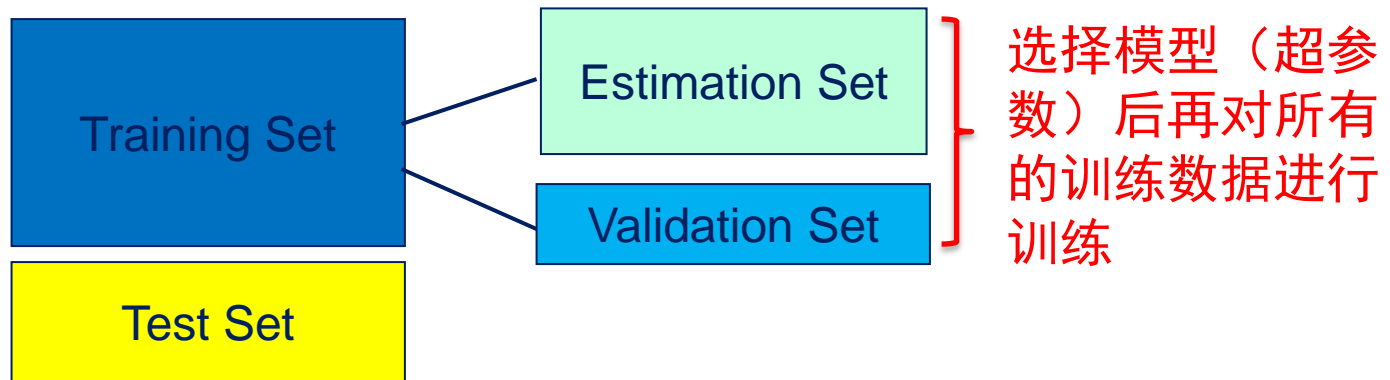 Training Set
Test Set
Estimation Set
Validation Set
选择模型（超参
数）后再对所有
的训练数据进行
训练